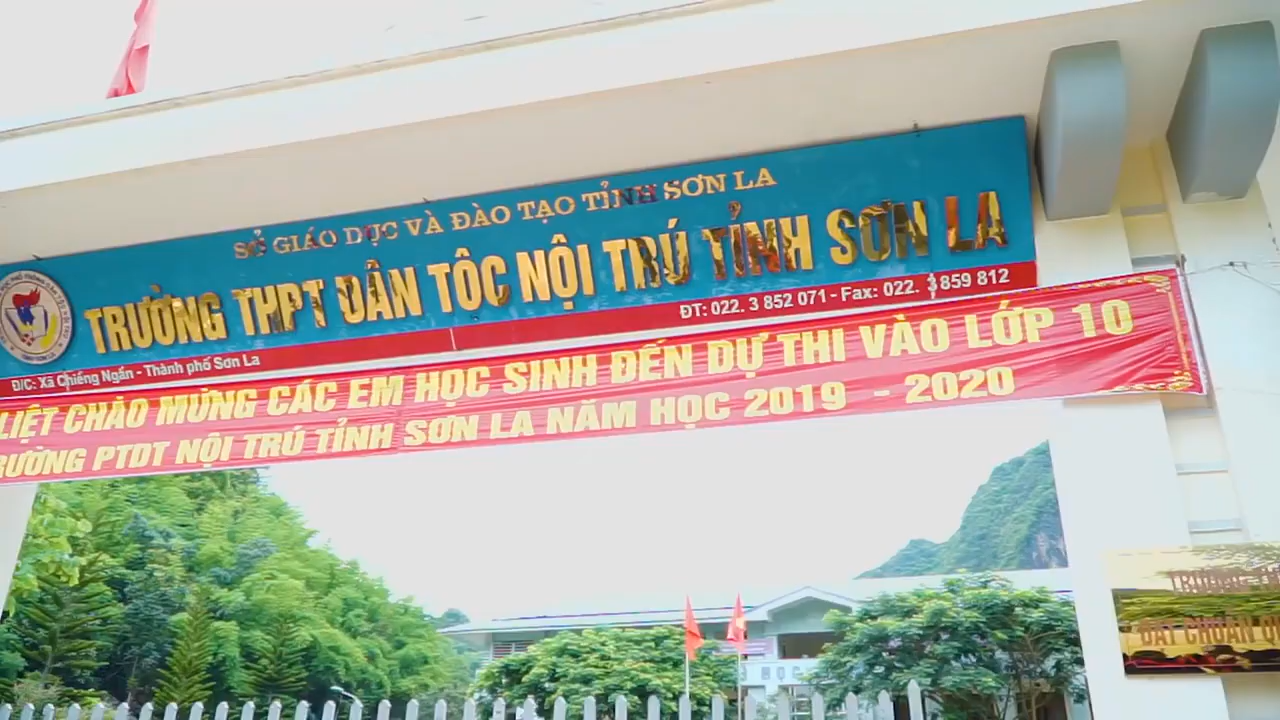 SỞ GIÁO DỤC VÀ ĐÀO TẠO TỈNH SƠN LA
TRƯỜNG THPT DÂN TỘC NỘI TRÚ TỈNH SƠN LA
ĐT: 022. 3 852 071 - Fax: 022. 3 859 812
Đ/C: Xã Chiềng Ngần - Thành phố Sơn La
LIỆT CHÀO MỪNG CÁC EM HỌC SINH ĐẾN DỰ THI VÀO LỚP 10
TRƯỜNG PTDT NỘI TRÚ TỈNH SƠN LA NĂM HỌC 2019 - 2020
ĐẠT CHUẨN